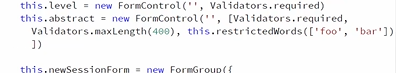 this.level = new FormControl('', Validators.required)
this.abstract = new FormControl('', [Validators.required,
Validators.maxLength(400), this.restrictedWords(['foo', 'bar'])
])
this.newSessionForm = new FormGroup({